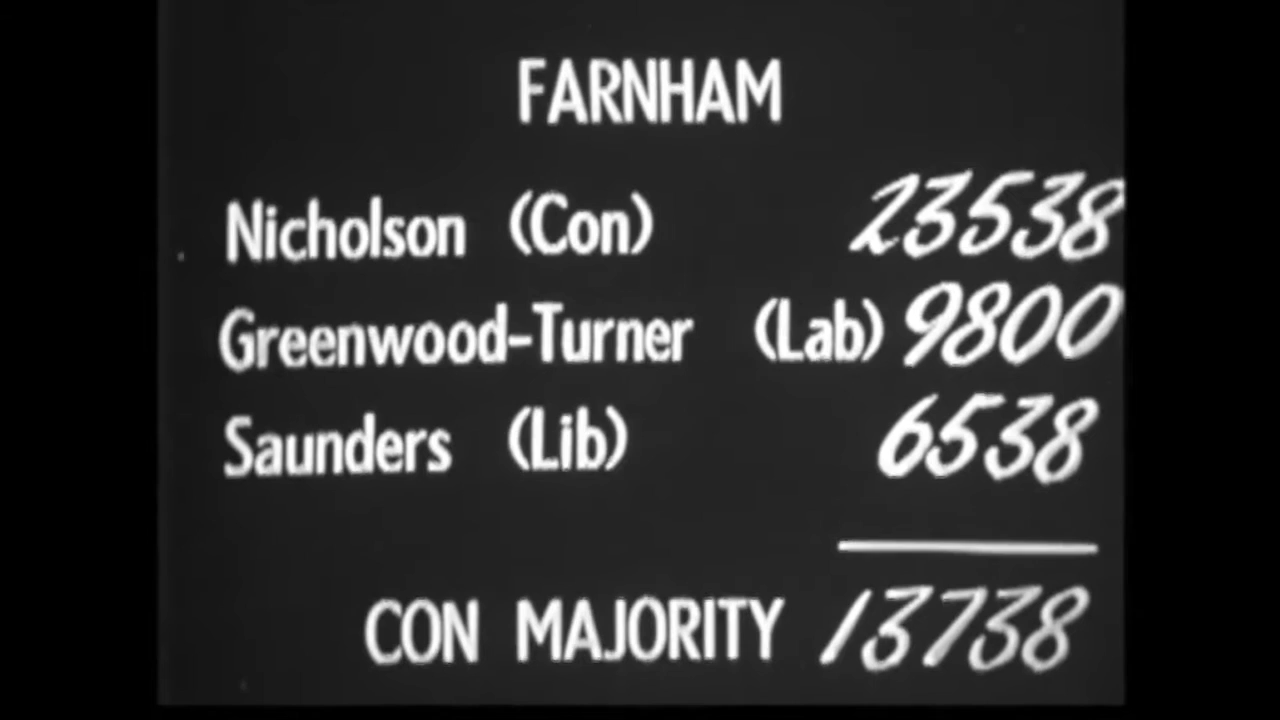 FARNHAM
Nicholson (Con) 23538
Greenwood-Turner (Lab) 9800
Saunders (Lib) 6538
CON MAJORITY 13738